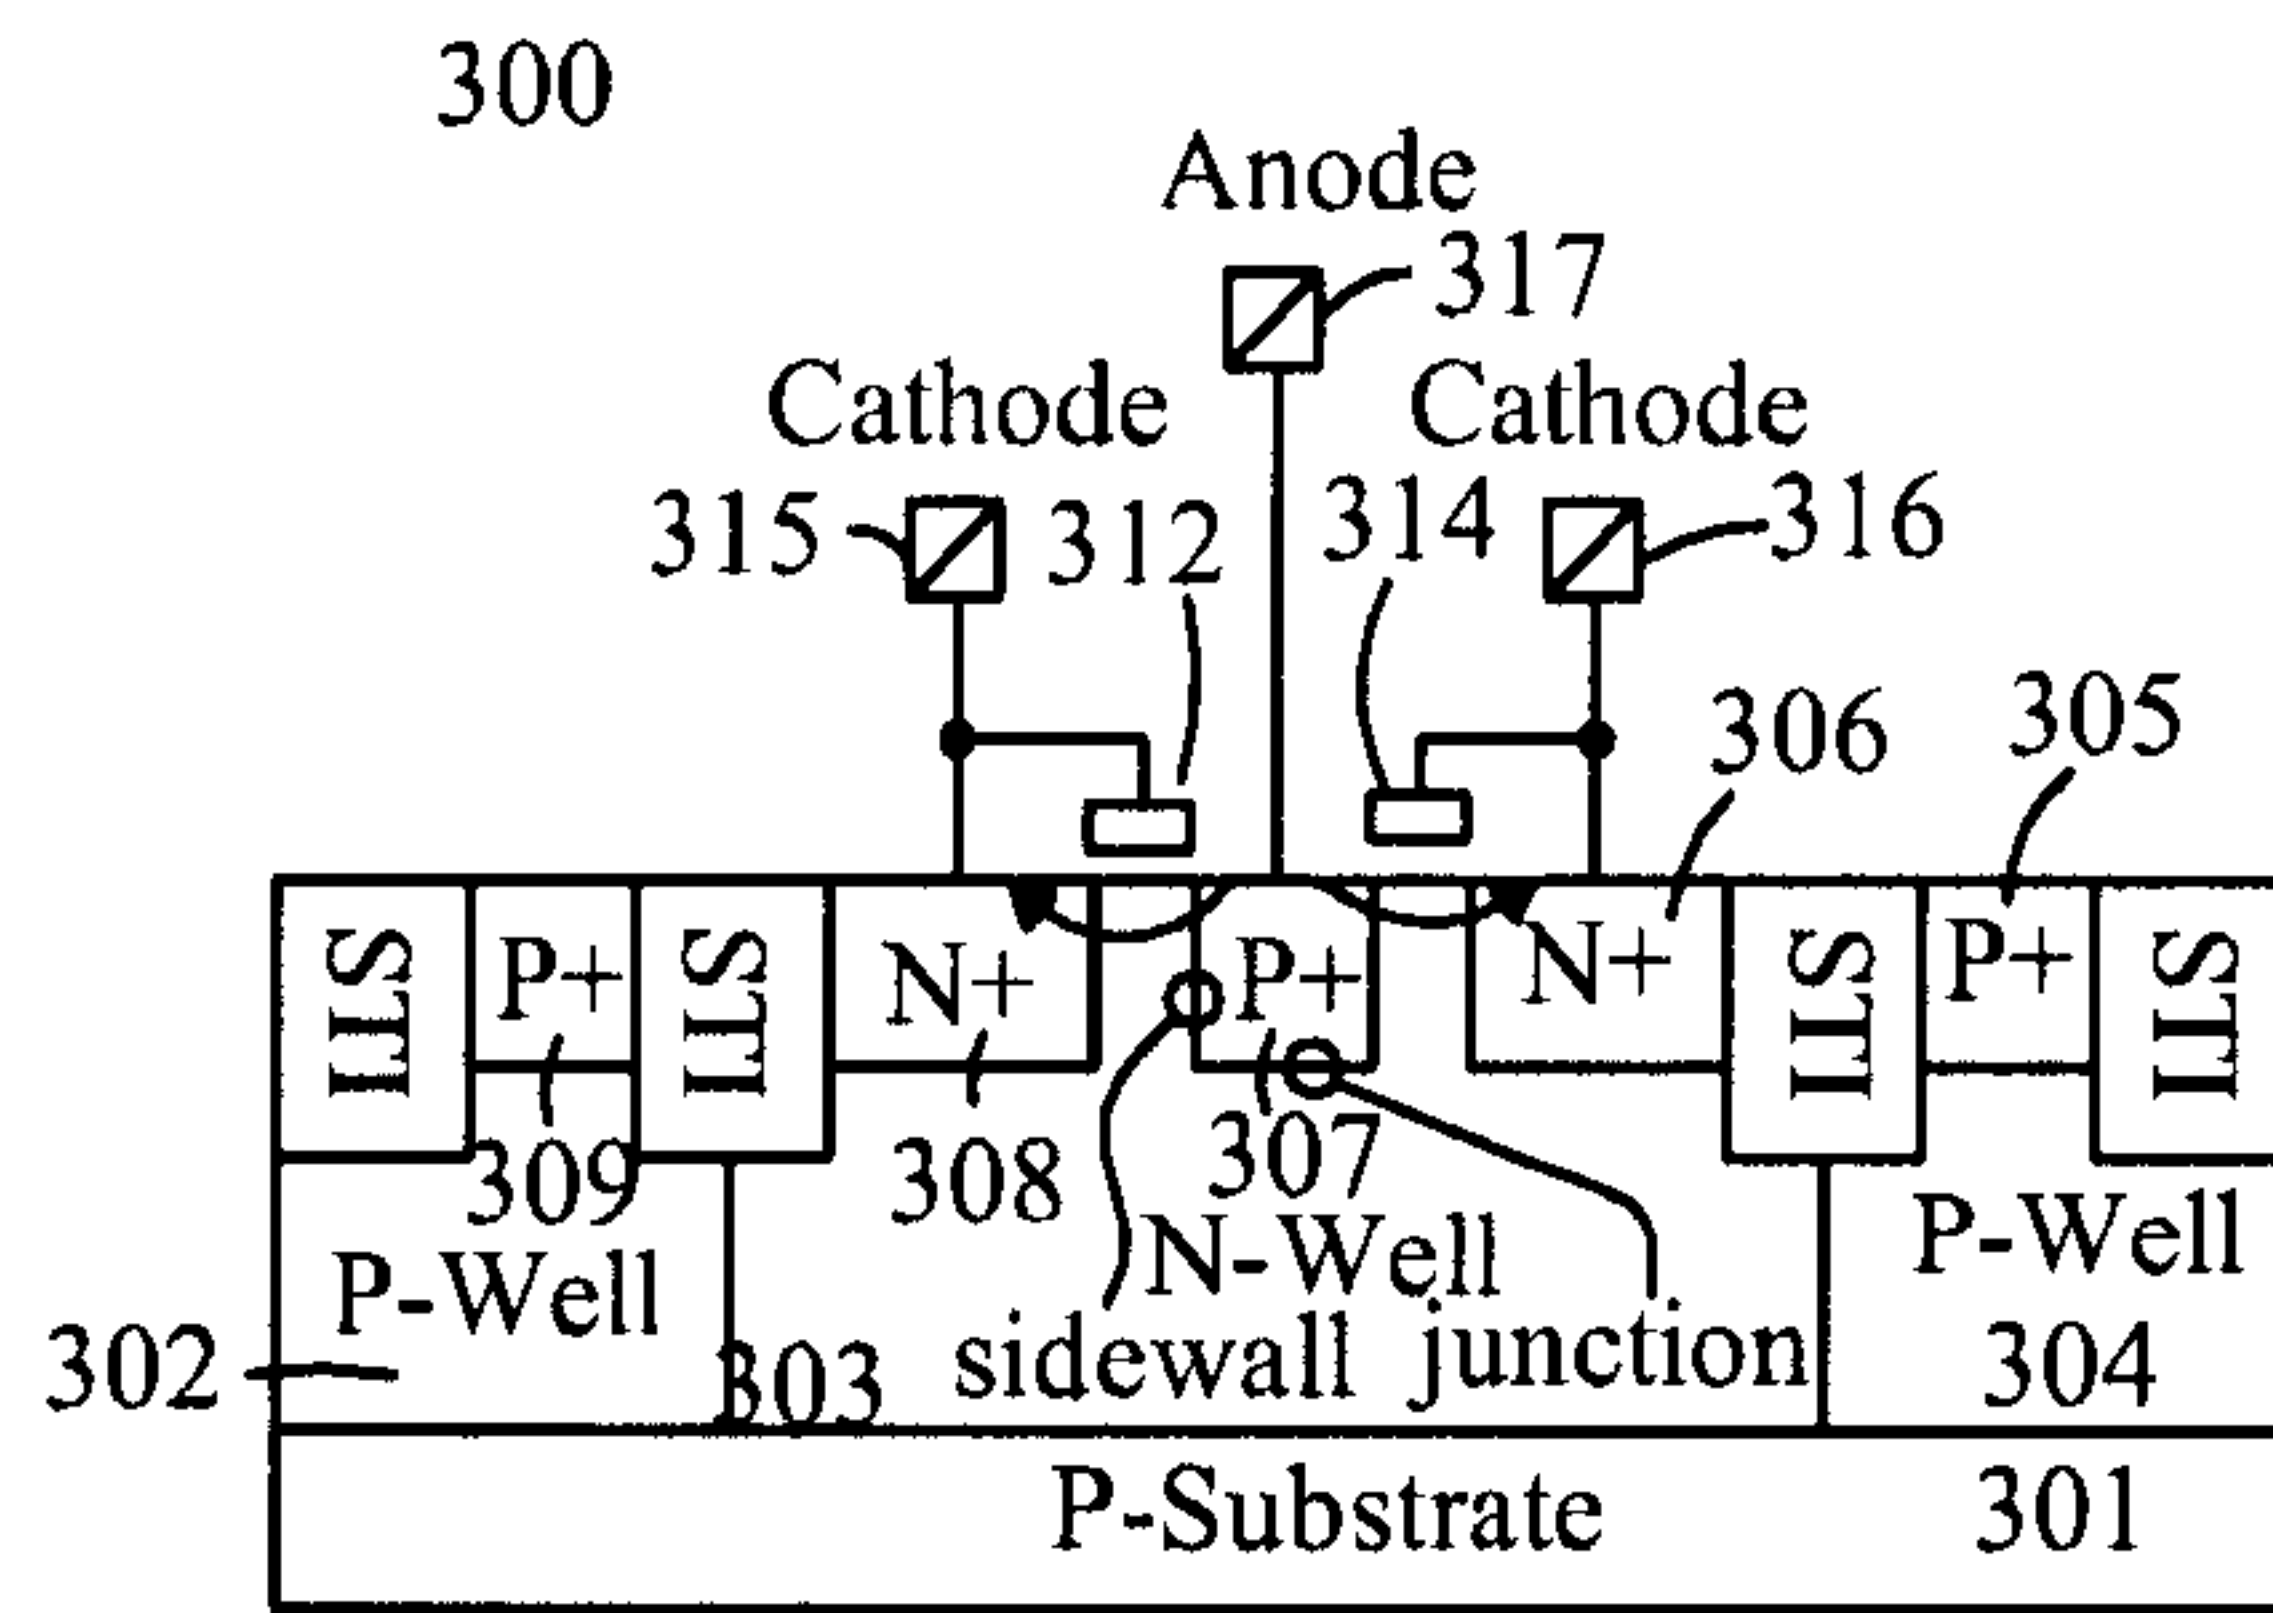 300
Anode
317
Cathode
Cathode
315
312
314
316
306
305
STI
P+
STI
N+
P+
N+
STI
P+
STI
309
308
307
P-Well
N-Well
P-Well
302
303
sidewall junction
304
P-Substrate
301